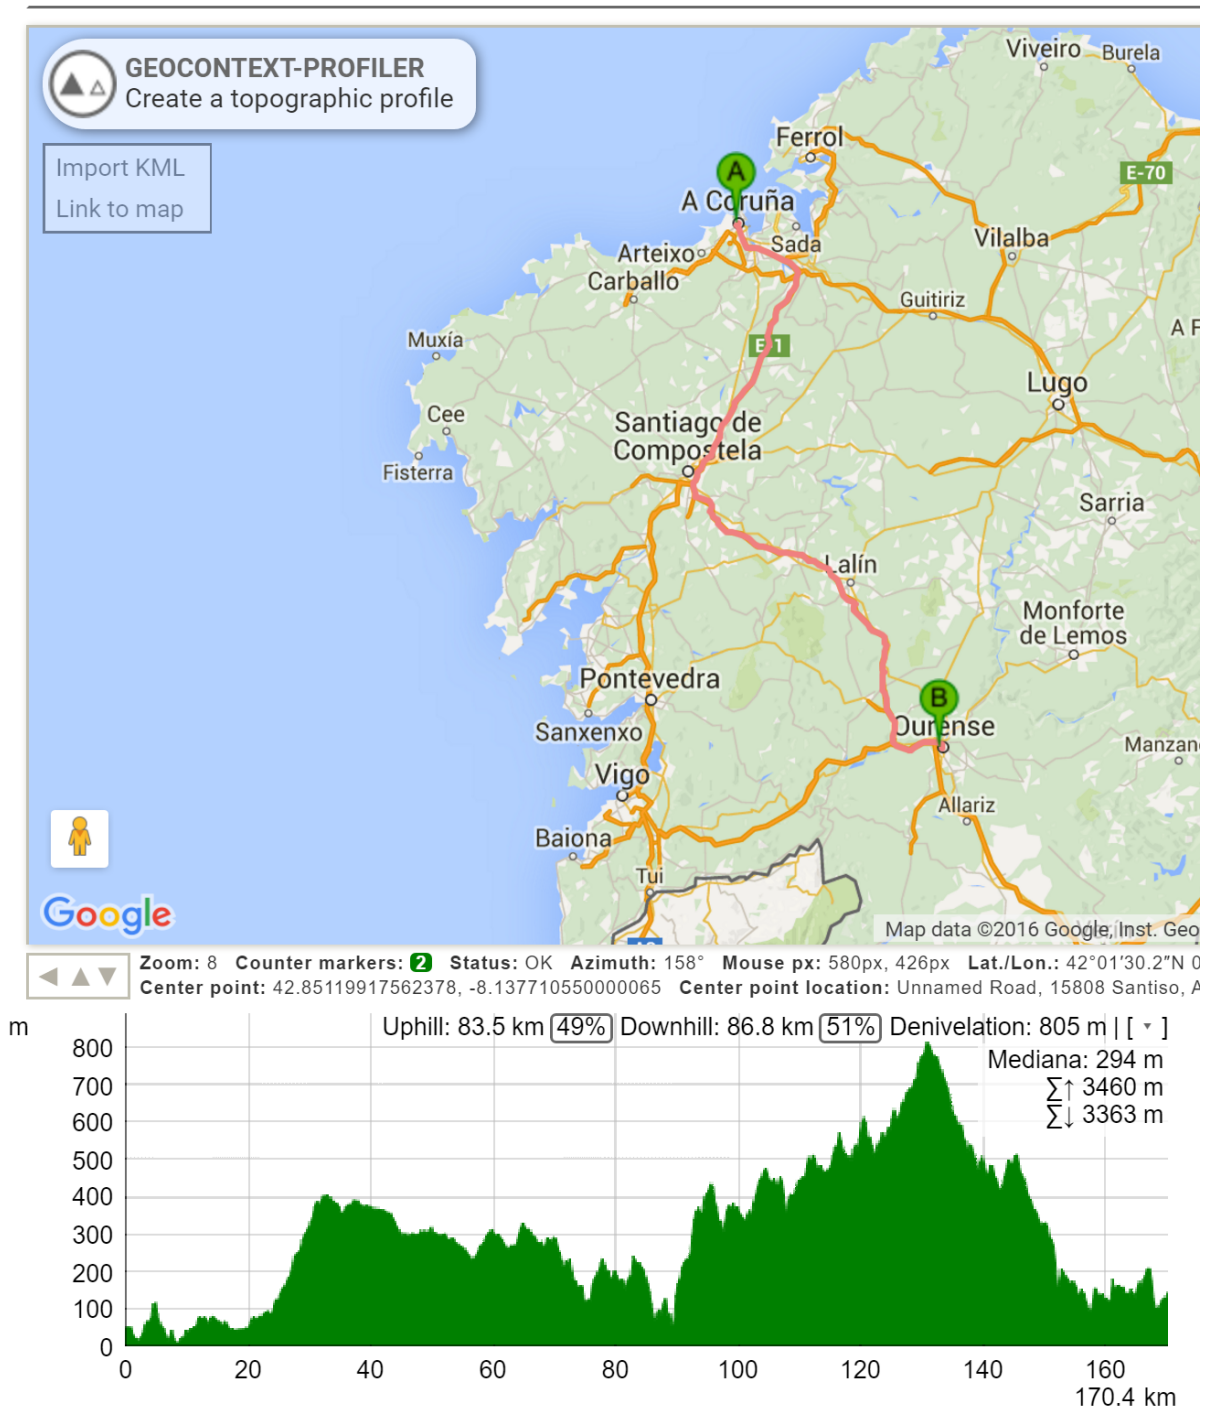 GEOCONTEXT-PROFILER
Create a topographic profile
Import KML
Link to map
Viveiro
Burela
Ferrol
E-70
A
A Coruña
Sada
Vilalba
Arteixo
Carballo
Guitiriz
Muxía
A F
Lugo
Cee
Santiago de
Compostela
Fisterra
Sarria
Lalín
Monforte
de Lemos
Pontevedra
B
Ourense
Sanxenxo
Manzan
Vigo
Allariz
Baiona
Tui
Google
Map data ©2016 Google, Inst. Geo
Zoom: 8 Counter markers: 2 Status: OK Azimuth: 158° Mouse px: 580px, 426px Lat./Lon.: 42°01'30.2"N 0
Center point: 42.85119917562378, -8.137710550000065 Center point location: Unnamed Road, 15808 Santiso, A
m
Uphill: 83.5 km 49% Downhill: 86.8 km 51% Denivelation: 805 m | [ ▾ ]
Mediana: 294 m
∑↑ 3460 m
∑↓ 3363 m
800
700
600
500
400
300
200
100
0
0 20 40 60 80 100 120 140 160
170.4 km